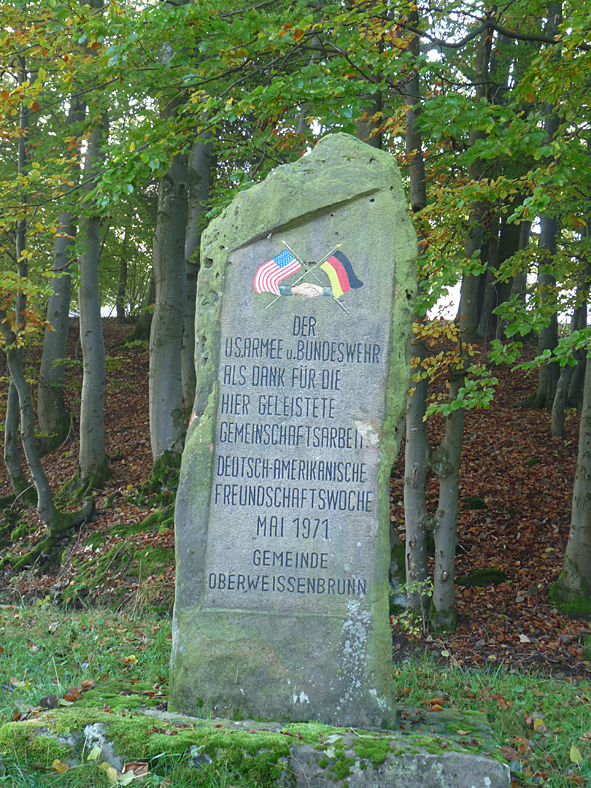 DER
U.S.ARMEE u. BUNDESWEHR
ALS DANK FÜR DIE
HIER GELEISTETE
GEMEINSCHAFTSARBEIT
DEUTSCH-AMERIKANISCHE
FREUNDSCHAFTSWOCHE
MAI 1971
GEMEINDE
OBERWEISSENBRUNN